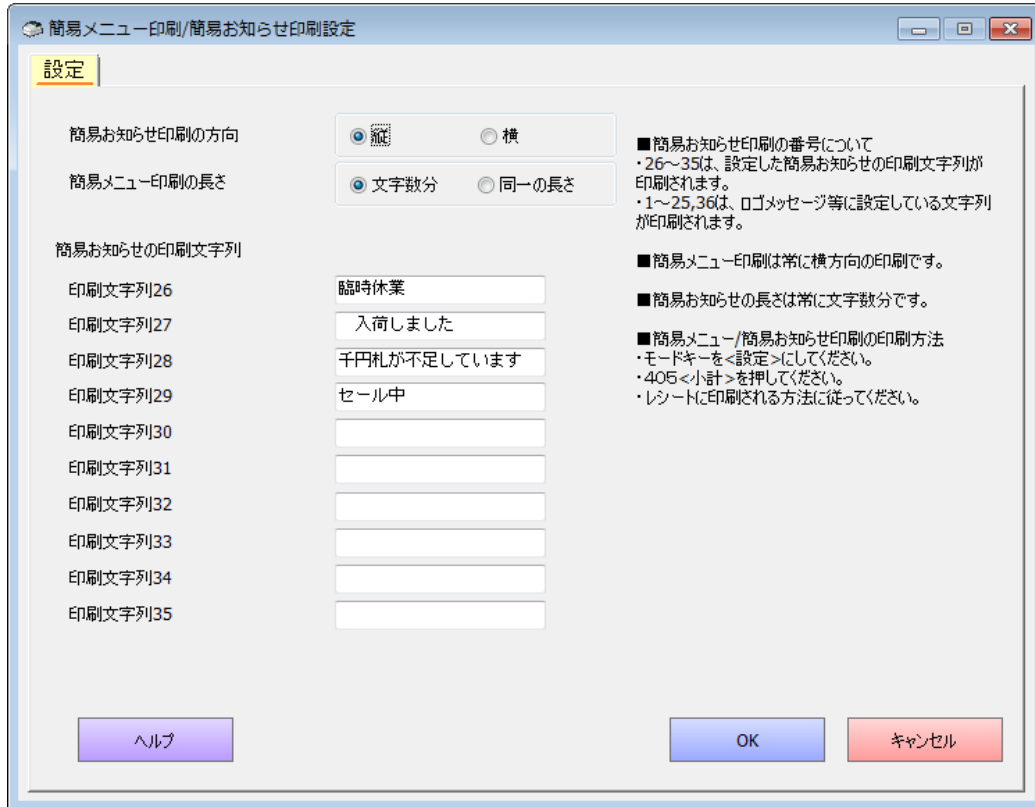 簡易メニュー印刷/簡易お知らせ印刷設定
設定
簡易お知らせ印刷の方向
縦
横
簡易メニュー印刷の長さ
文字数分
同一の長さ
簡易お知らせの印刷文字列
印刷文字列26
臨時休業
印刷文字列27
入荷しました
印刷文字列28
千円札が不足しています
印刷文字列29
セール中
印刷文字列30
印刷文字列31
印刷文字列32
印刷文字列33
印刷文字列34
印刷文字列35
■簡易お知らせ印刷の番号について
・26～35は、設定した簡易お知らせの印刷文字列が
印刷されます。
・1～25,36は、ロゴメッセージ等に設定している文字列
が印刷されます。
■簡易メニュー印刷は常に横方向の印刷です。
■簡易お知らせの長さは常に文字数分です。
■簡易メニュー/簡易お知らせ印刷の印刷方法
・モードキーを<設定>にしてください。
・405<小計>を押してください。
・レシートに印刷される方法に従ってください。
ヘルプ
OK
キャンセル